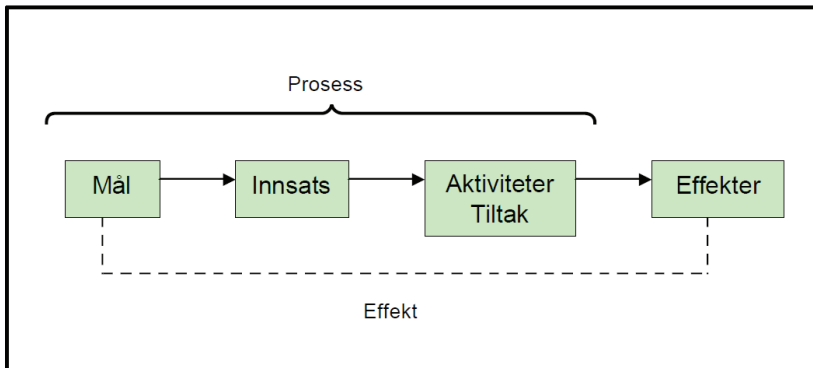 Prosess
Mål
Innsats
Aktiviteter
Tiltak
Effekter
Effekt